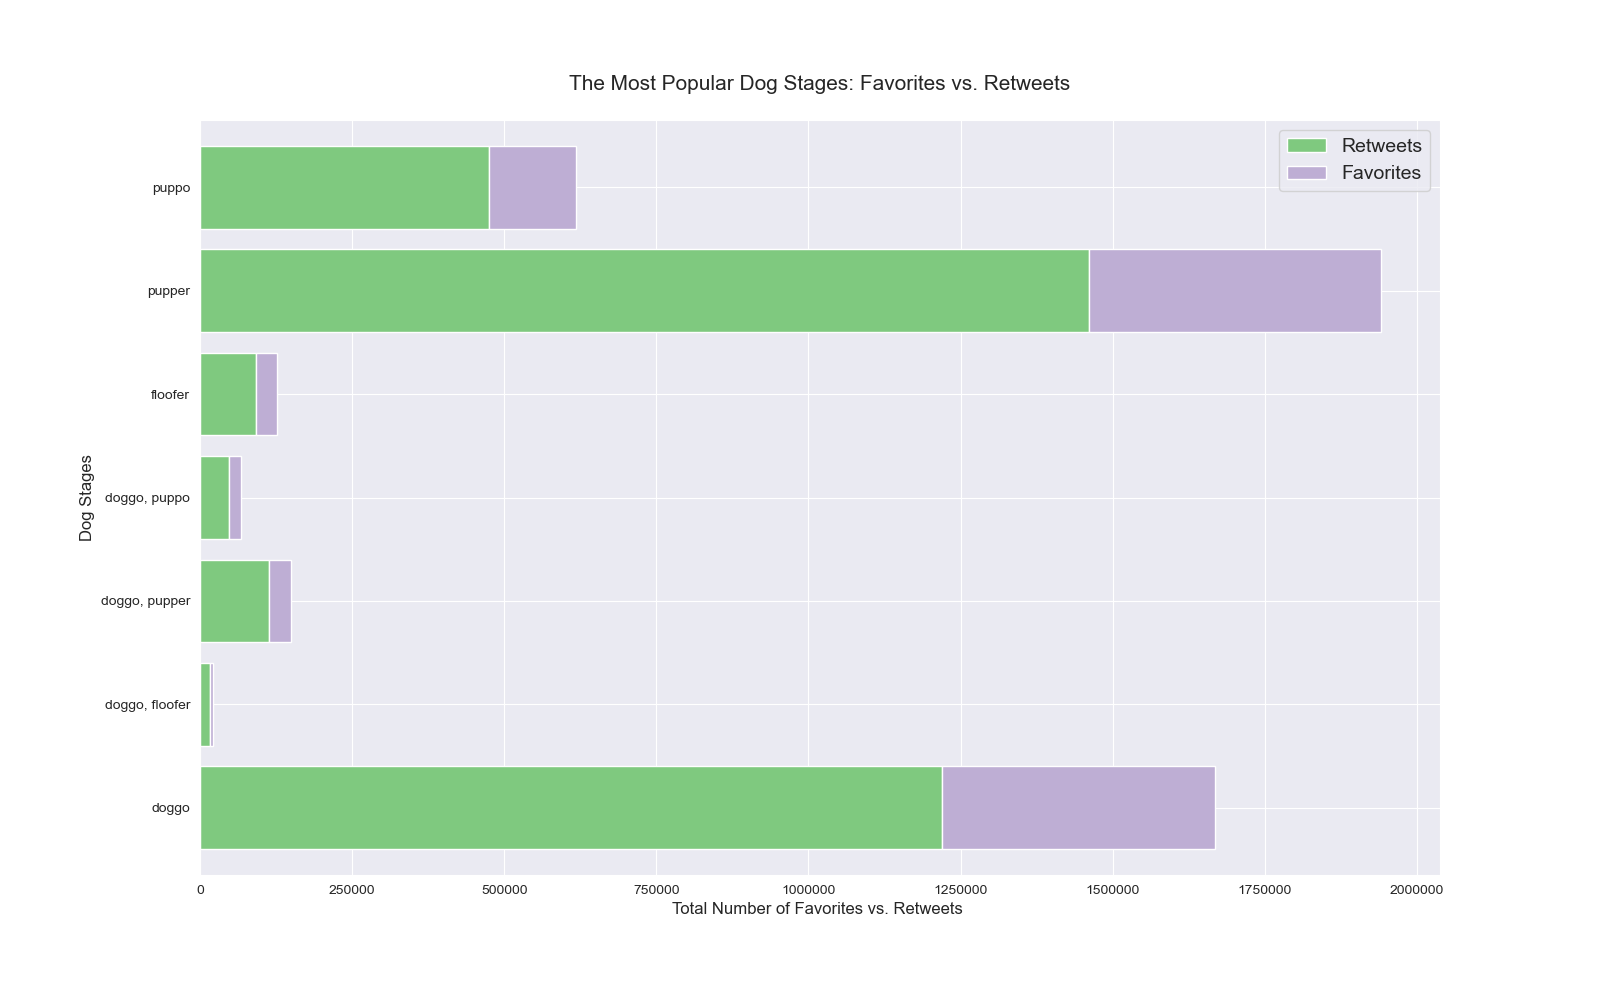 The Most Popular Dog Stages: Favorites vs. Retweets
Retweets
Favorites
puppo
pupper
floofer
doggo, puppo
doggo, pupper
doggo, floofer
doggo
Dog Stages
0 250000 500000 750000 1000000 1250000 1500000 1750000 2000000
Total Number of Favorites vs. Retweets